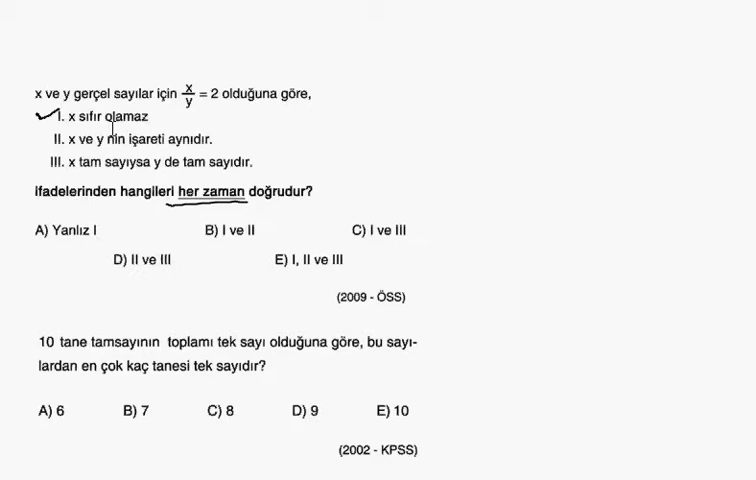 x ve y gerçel sayılar için x/y = 2 olduğuna göre,
I. x sıfır olamaz
II. x ve y nin işareti aynıdır.
III. x tam sayıysa y de tam sayıdır.
ifadelerinden hangileri her zaman doğrudur?
A) Yanlız I B) I ve II C) I ve III
D) II ve III E) I, II ve III
(2009 - ÖSS)
10 tane tamsayının toplamı tek sayı olduğuna göre, bu sayı-
lardan en çok kaç tanesi tek sayıdır?
A) 6 B) 7 C) 8 D) 9 E) 10
(2002 - KPSS)